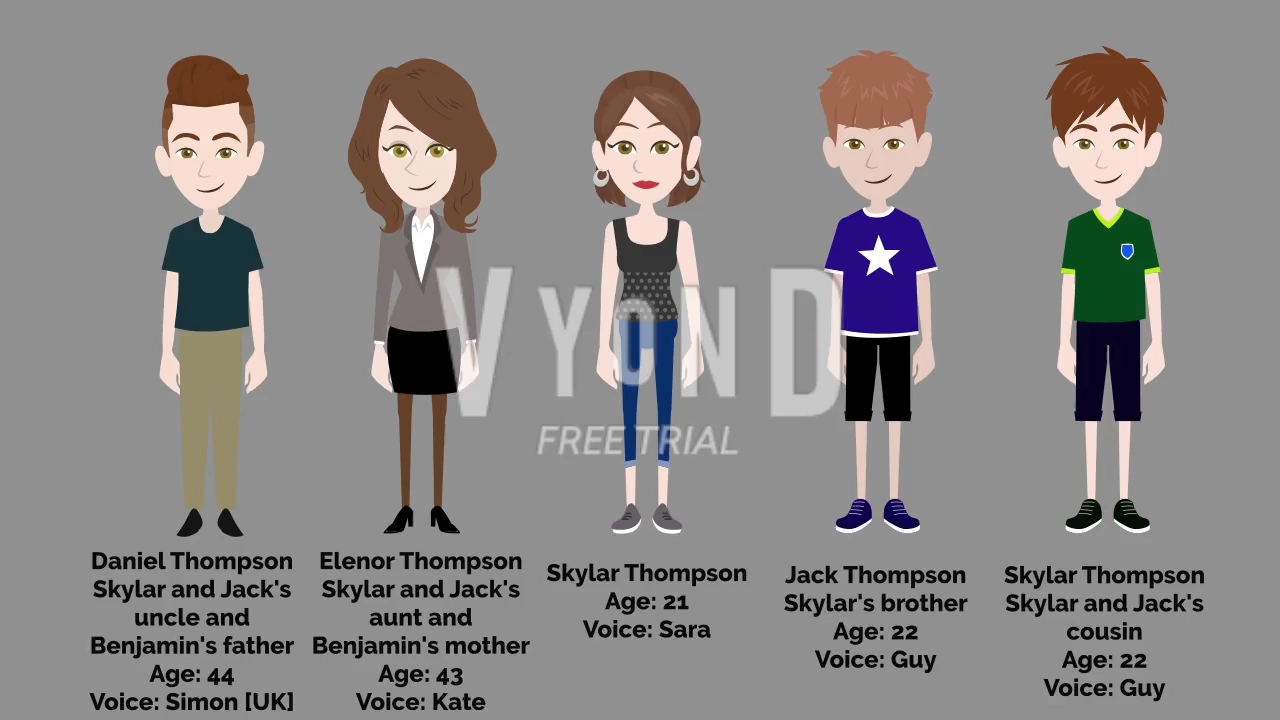 VYOND
FREE TRIAL
Daniel Thompson
Skylar and Jack's
uncle and
Benjamin's father
Age: 44
Voice: Simon [UK]
Elenor Thompson
Skylar and Jack's
aunt and
Benjamin's mother
Age: 43
Voice: Kate
Skylar Thompson
Age: 21
Voice: Sara
Jack Thompson
Skylar's brother
Age: 22
Voice: Guy
Skylar Thompson
Skylar and Jack's
cousin
Age: 22
Voice: Guy